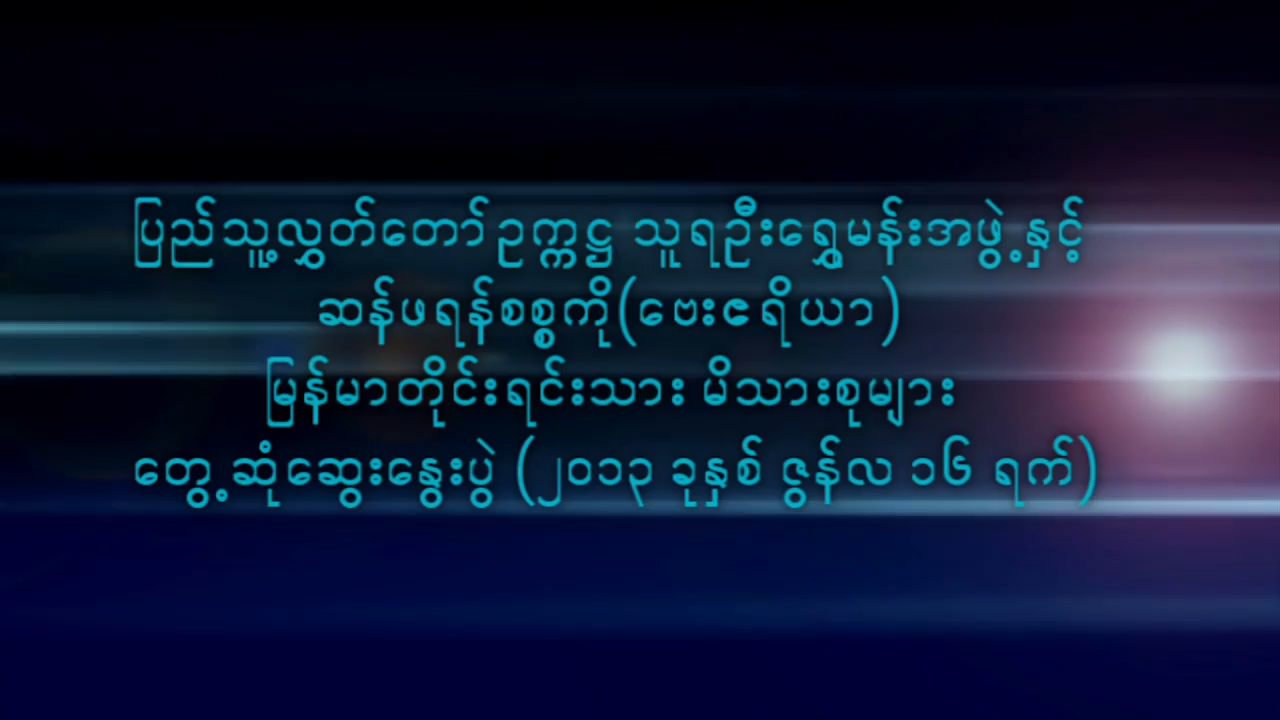 ပြည်သူ့လွှတ်တော်ဥက္ကဋ္ဌ သူရဦးရွှေမန်းအဖွဲ့နှင့်
ဆန်ဖရန်စစ္စကို(ဗေးဧရိယာ)
မြန်မာတိုင်းရင်းသား မိသားစုများ
တွေ့ဆုံဆွေးနွေးပွဲ (၂၀၁၃ ခုနှစ် ဇွန်လ ၁၆ ရက်)